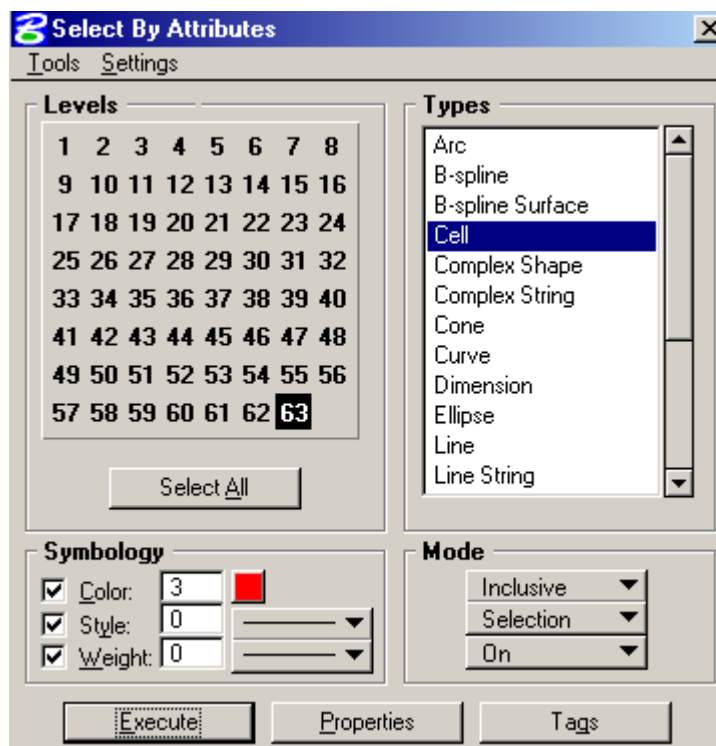 Select By Attributes
Tools Settings
Levels
1 2 3 4 5 6 7 8
9 10 11 12 13 14 15 16
17 18 19 20 21 22 23 24
25 26 27 28 29 30 31 32
33 34 35 36 37 38 39 40
41 42 43 44 45 46 47 48
49 50 51 52 53 54 55 56
57 58 59 60 61 62 63
Select All
Types
Arc
B-spline
B-spline Surface
Cell
Complex Shape
Complex String
Cone
Curve
Dimension
Ellipse
Line
Line String
Symbology
Color: 3
Style: 0
Weight: 0
Mode
Inclusive
Selection
On
Execute Properties Tags